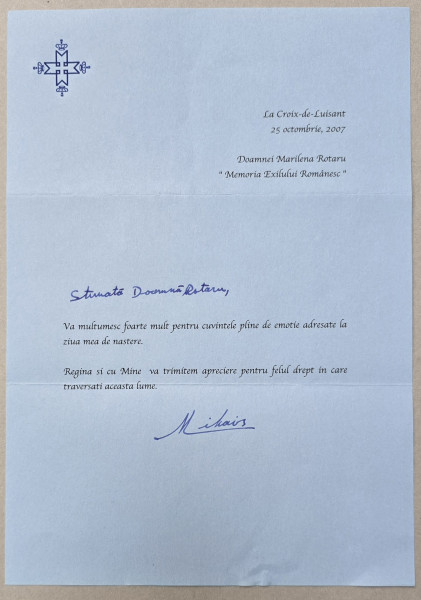 La Croix-de-Luisant
25 octombrie, 2007
Doamnei Marilena Rotaru
" Memoria Exilului Românesc "
Stimată Doamnă Rotaru,
Va multumesc foarte mult pentru cuvintele pline de emotie adresate la
ziua mea de nastere.
Regina si cu Mine va trimitem apreciere pentru felul drept in care
traversati aceasta lume.
Mihai R